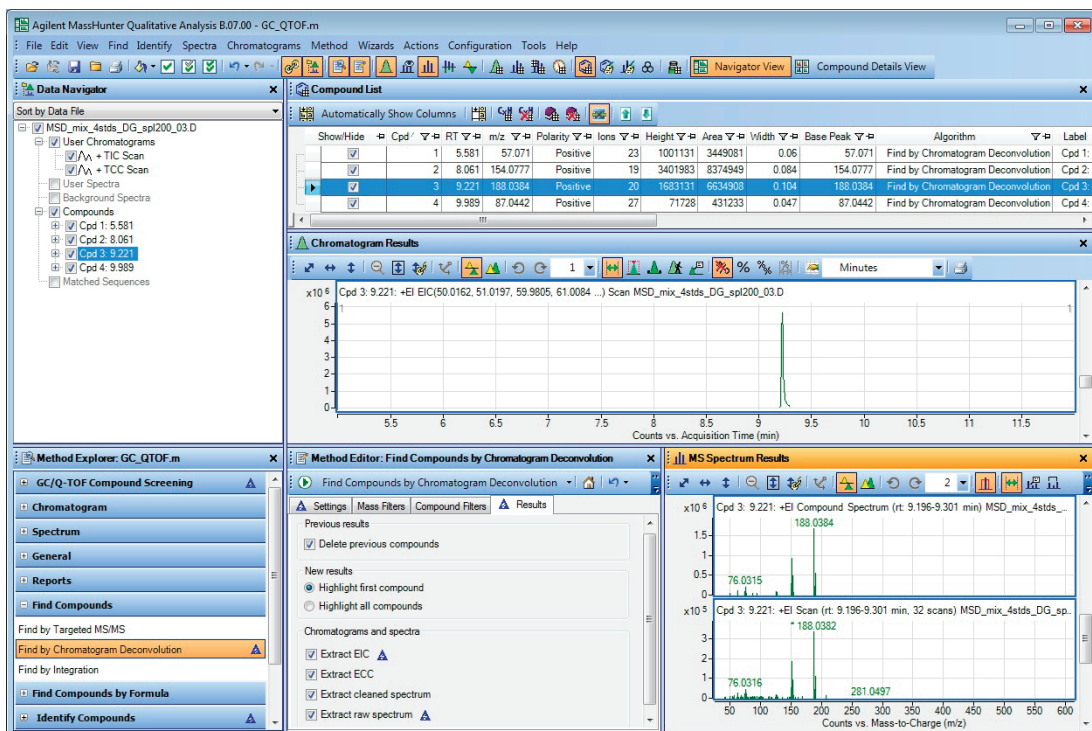 Agilent MassHunter Qualitative Analysis B.07.00 - GC_QTOF.m
File Edit View Find Identify Spectra Chromatograms Method Wizards Actions Configuration Tools Help
Navigator View Compound Details View
Data Navigator
Sort by Data File
MSD_mix_4stds_DG_spl200_03.D
User Chromatograms
+ TIC Scan
+ TCC Scan
User Spectra
Background Spectra
Compounds
Cpd 1: 5.581
Cpd 2: 8.061
Cpd 3: 9.221
Cpd 4: 9.989
Matched Sequences
Compound List
Automatically Show Columns
Show/Hide Cpd RT m/z Polarity Ions Height Area Width Base Peak Algorithm Label
1 5.581 57.071 Positive 23 1001131 3449081 0.06 57.071 Find by Chromatogram Deconvolution Cpd 1:
2 8.061 154.0777 Positive 19 3401983 8374949 0.084 154.0777 Find by Chromatogram Deconvolution Cpd 2:
3 9.221 188.0384 Positive 20 1683131 6634908 0.104 188.0384 Find by Chromatogram Deconvolution Cpd 3:
4 9.989 87.0442 Positive 27 71728 431233 0.047 87.0442 Find by Chromatogram Deconvolution Cpd 4:
Chromatogram Results
1 Minutes
x10 6 Cpd 3: 9.221: +EI EIC(50.0162, 51.0197, 59.9805, 61.0084 ...) Scan MSD_mix_4stds_DG_spl200_03.D
1 1
6
5
4
3
2
1
0
5.5 6 6.5 7 7.5 8 8.5 9 9.5 10 10.5 11 11.5
Counts vs. Acquisition Time (min)
Method Explorer: GC_QTOF.m
GC/Q-TOF Compound Screening
Chromatogram
Spectrum
General
Reports
Find Compounds
Find by Targeted MS/MS
Find by Chromatogram Deconvolution
Find by Integration
Find Compounds by Formula
Identify Compounds
Method Editor: Find Compounds by Chromatogram Deconvolution
Find Compounds by Chromatogram Deconvolution
Settings Mass Filters Compound Filters Results
Previous results
Delete previous compounds
New results
Highlight first compound
Highlight all compounds
Chromatograms and spectra
Extract EIC
Extract ECC
Extract cleaned spectrum
Extract raw spectrum
MS Spectrum Results
2
x10 6 Cpd 3: 9.221: +EI Compound Spectrum (rt: 9.196-9.301 min) MSD_mix_4...
188.0384
1.5
1
0.5
76.0315
0
x10 5 Cpd 3: 9.221: +EI Scan (rt: 9.196-9.301 min, 32 scans) MSD_mix_4stds_DG_sp..
188.0382
3
2
1
76.0316
281.0497
0
50 100 150 200 250 300 350 400 450 500 550 600
Counts vs. Mass-to-Charge (m/z)